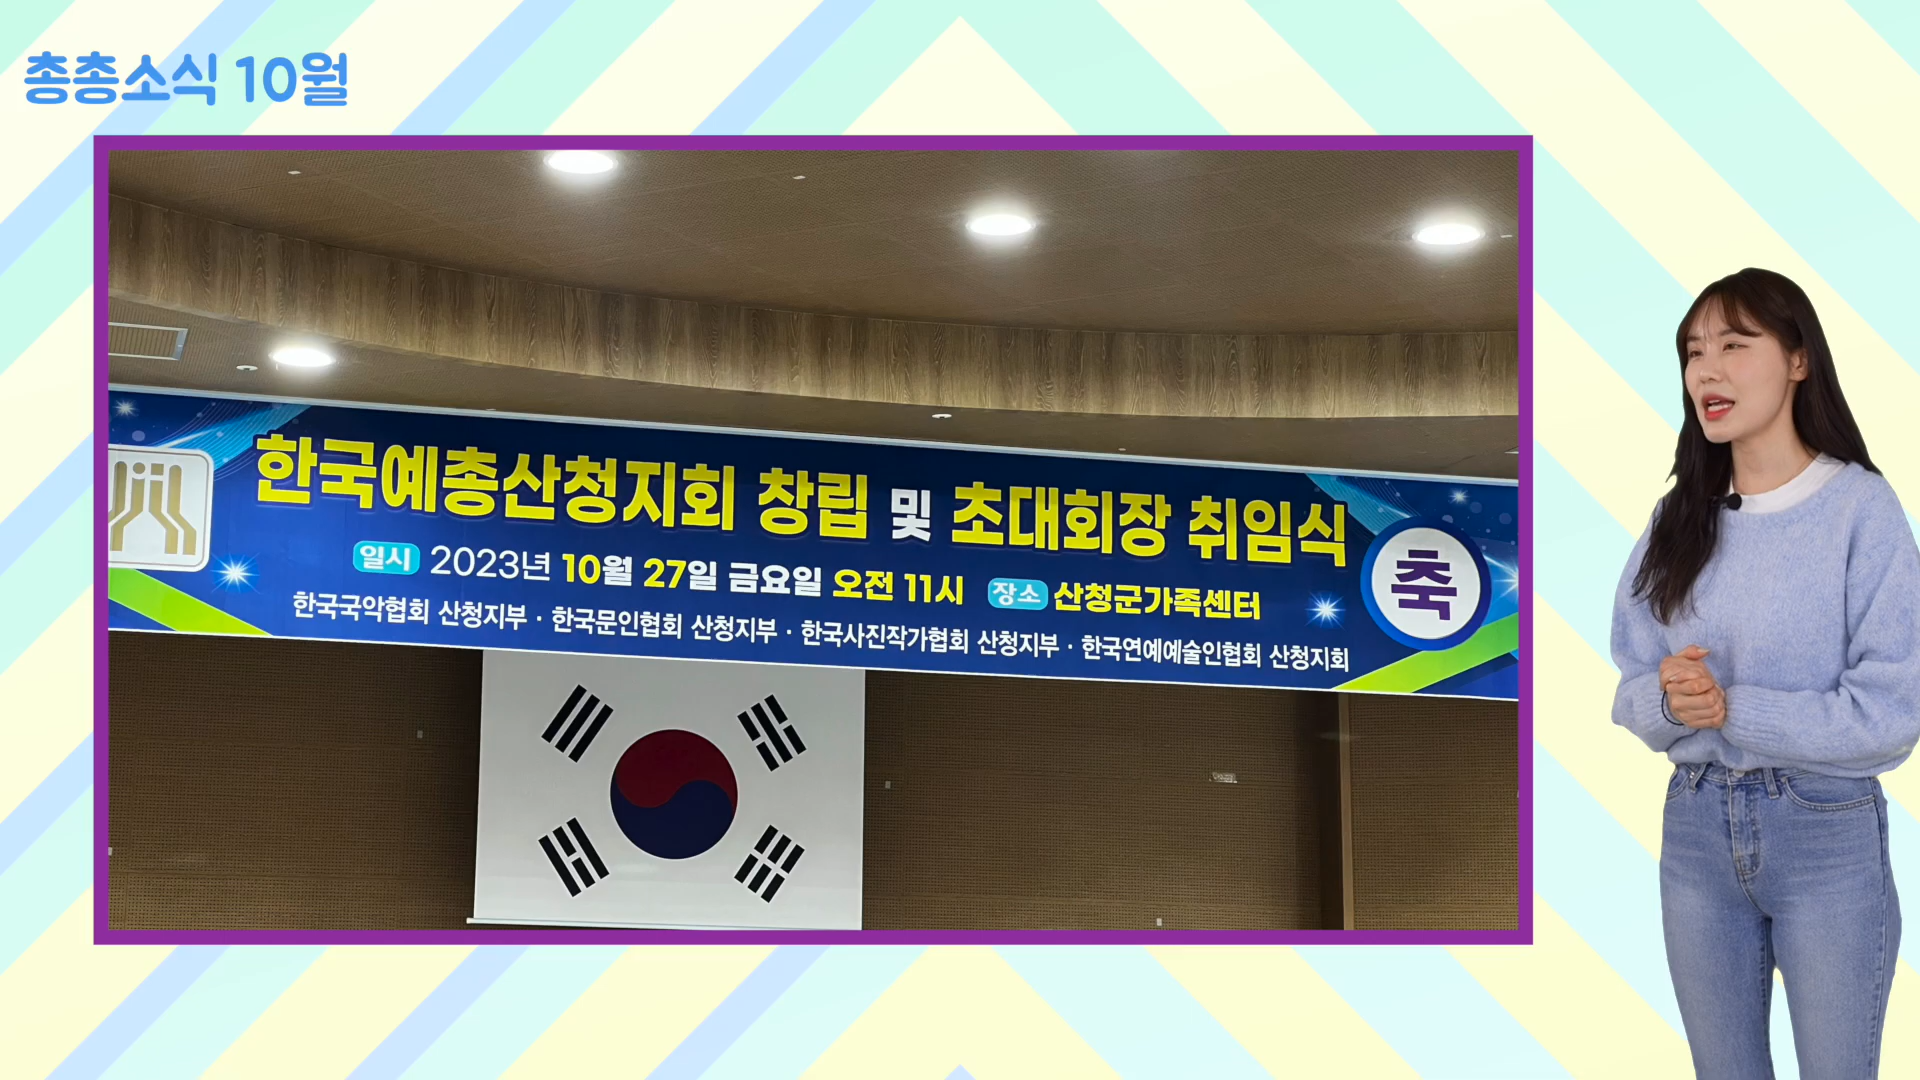 총총소식 10월
한국예총산청지회 창립 및 초대회장 취임식
축
일시 2023년 10월 27일 금요일 오전 11시 장소 산청군가족센터
한국국악협회 산청지부 · 한국문인협회 산청지부 · 한국사진작가협회 산청지부 · 한국연예예술인협회 산청지회